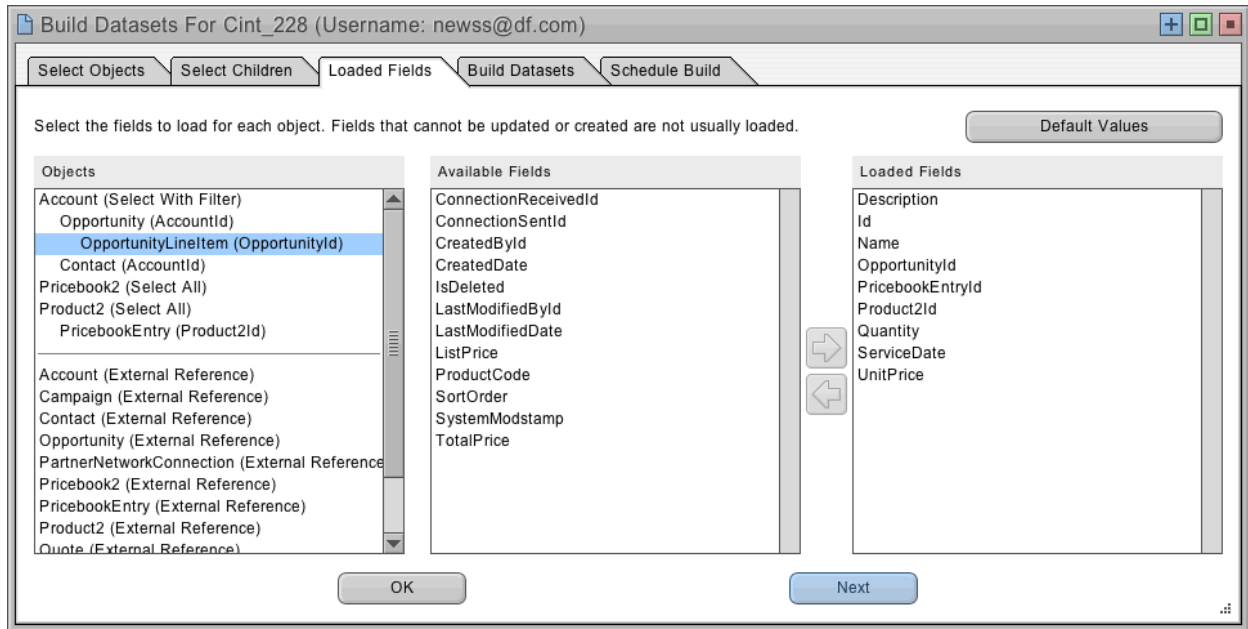 Build Datasets For Cint_228 (Username: newss@df.com)
Select Objects
Select Children
Loaded Fields
Build Datasets
Schedule Build
Select the fields to load for each object. Fields that cannot be updated or created are not usually loaded.
Default Values
Objects
Account (Select With Filter)
Opportunity (AccountId)
OpportunityLineItem (OpportunityId)
Contact (AccountId)
Pricebook2 (Select All)
Product2 (Select All)
PricebookEntry (Product2Id)
Account (External Reference)
Campaign (External Reference)
Contact (External Reference)
Opportunity (External Reference)
PartnerNetworkConnection (External Reference
Pricebook2 (External Reference)
PricebookEntry (External Reference)
Product2 (External Reference)
Quote (External Reference)
Available Fields
ConnectionReceivedId
ConnectionSentId
CreatedById
CreatedDate
IsDeleted
LastModifiedById
LastModifiedDate
ListPrice
ProductCode
SortOrder
SystemModstamp
TotalPrice
Loaded Fields
Description
Id
Name
OpportunityId
PricebookEntryId
Product2Id
Quantity
ServiceDate
UnitPrice
OK
Next